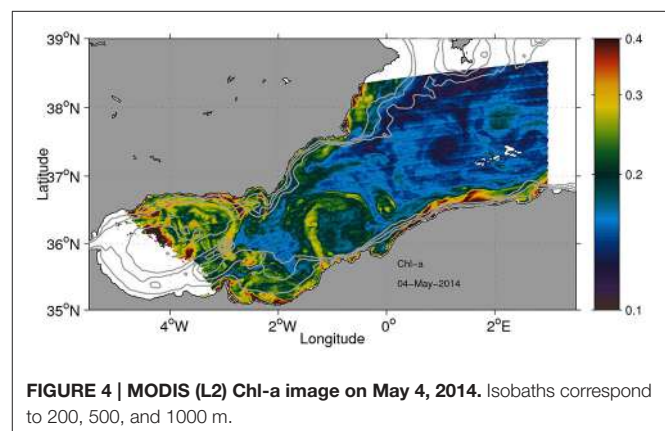 39°N
38°N
37°N
36°N
35°N
Latitude
4°W
2°W
0°
2°E
Longitude
Chl-a
04-May-2014
0.4
0.3
0.2
0.1
FIGURE 4 | MODIS (L2) Chl-a image on May 4, 2014. Isobaths correspond
to 200, 500, and 1000 m.